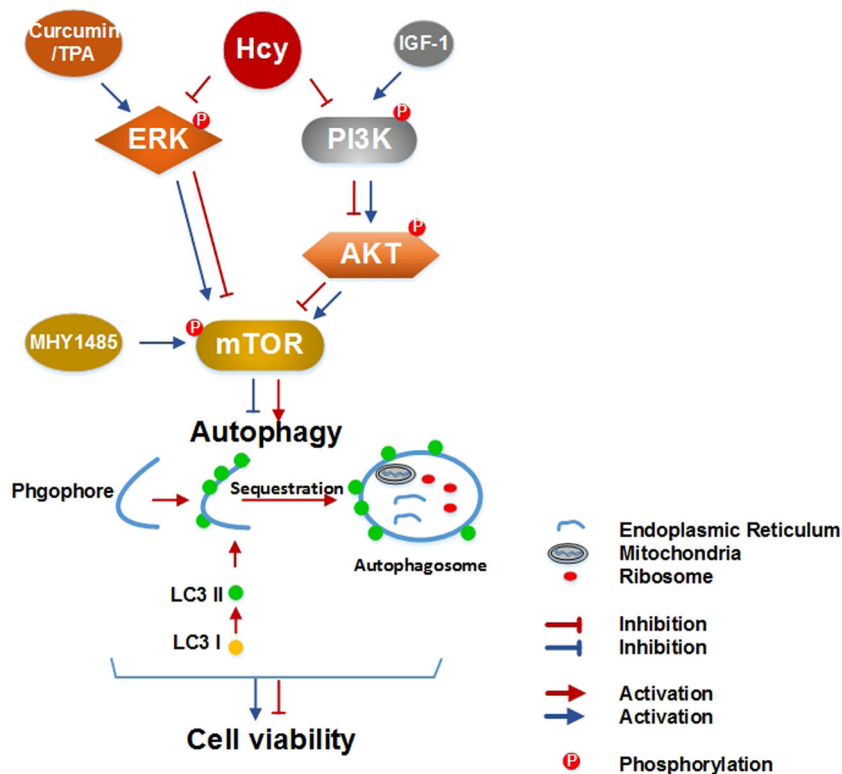 Curcumin
/TPA
Hcy
IGF-1
ERK
P
PI3K
P
AKT
P
MHY1485
P
mTOR
Autophagy
Phgophore
Sequestration
Autophagosome
LC3 II
LC3 I
Cell viability
Endoplasmic Reticulum
Mitochondria
Ribosome
Inhibition
Inhibition
Activation
Activation
P
Phosphorylation